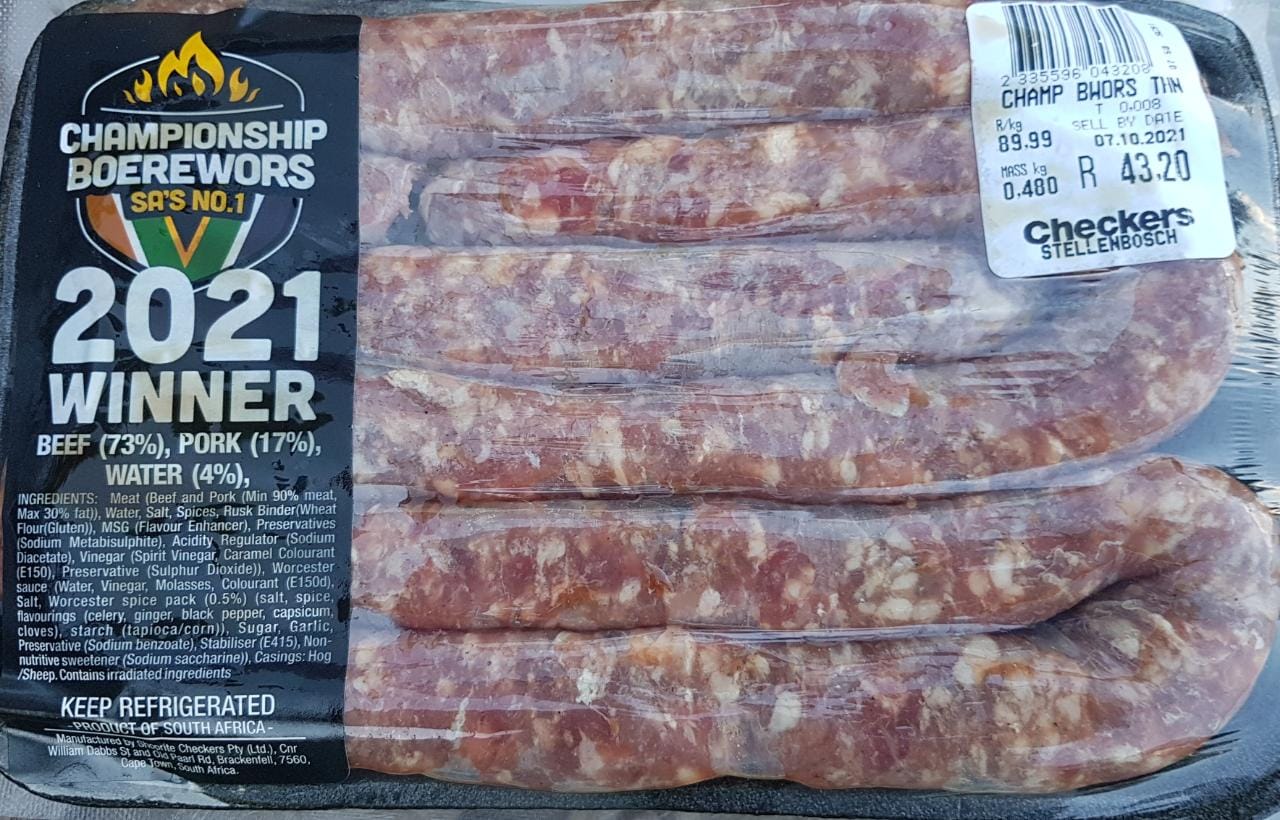 CHAMPIONSHIP
BOEREWORS
SA'S NO.1
2021
WINNER
BEEF (73%), PORK (17%),
WATER (4%),
INGREDIENTS: Meat (Beef and Pork (Min 90% meat,
Max 30% fat)), Water, Salt, Spices, Rusk Binder(Wheat
Flour(Gluten)), MSG (Flavour Enhancer), Preservatives
(Sodium Metabisulphite), Acidity Regulator (Sodium
Diacetate), Vinegar (Spirit Vinegar, Caramel Colourant
(E150), Preservative (Sulphur Dioxide)), Worcester
sauce (Water, Vinegar, Molasses, Colourant (E150d),
Salt, Worcester spice pack (0.5%) (salt, spice,
flavourings (celery, ginger, black pepper, capsicum,
cloves), starch (tapioca/corn)), Sugar, Garlic,
Preservative (Sodium benzoate), Stabiliser (E415), Non-
nutritive sweetener (Sodium saccharine)), Casings: Hog
/Sheep. Contains irradiated ingredients
KEEP REFRIGERATED
-PRODUCT OF SOUTH AFRICA-
Manufactured by Shoprite Checkers Pty (Ltd.), Cnr
William Dabbs St and Old Paarl Rd, Brackenfell, 7560,
Cape Town, South Africa.
2 335596 043208
CHAMP BWORS THN
T 0.008
R/kg SELL BY DATE
89.99 07.10.2021
MASS kg
0.480 R 43.20
Checkers
STELLENBOSCH